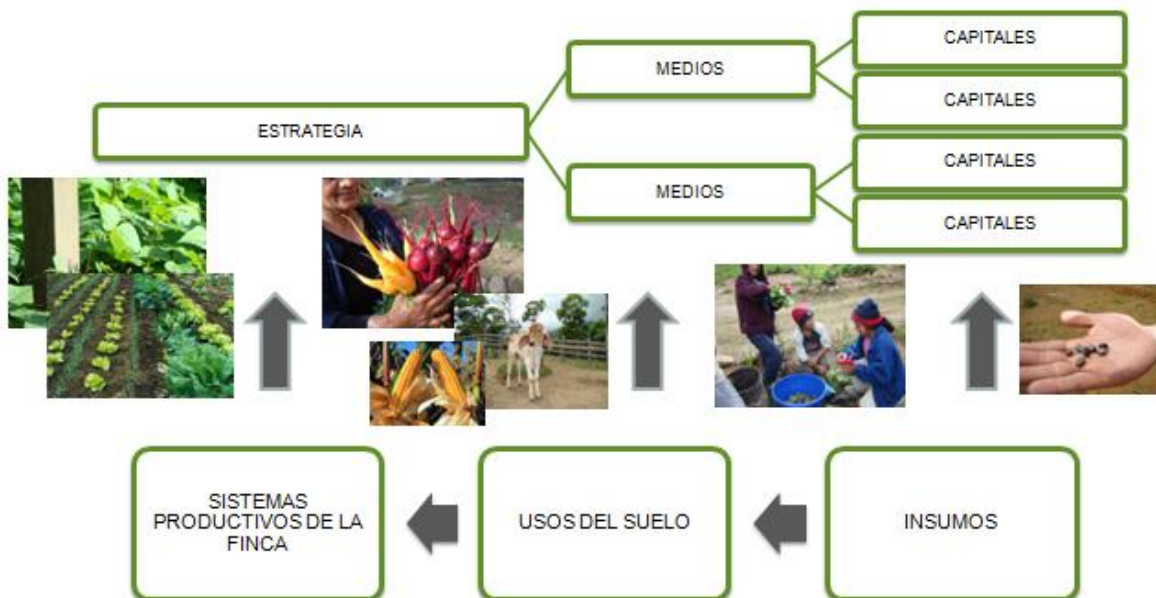 CAPITALES
MEDIOS
CAPITALES
ESTRATEGIA
CAPITALES
MEDIOS
CAPITALES
SISTEMAS
PRODUCTIVOS DE LA
FINCA
USOS DEL SUELO
INSUMOS